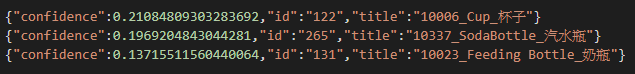 {"confidence":0.21084809303283692,"id":"122","title":"10006_Cup_杯子"}
{"confidence":0.1969204843044281,"id":"265","title":"10337_SodaBottle_汽水瓶"}
{"confidence":0.13715511560440064,"id":"131","title":"10023_Feeding Bottle_奶瓶"}